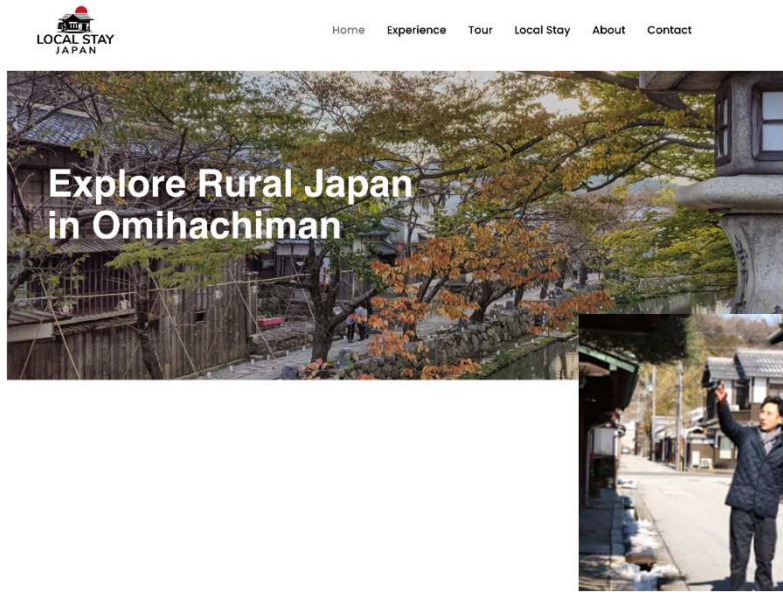 LOCAL STAY
JAPAN
Home Experience Tour Local Stay About Contact
Explore Rural Japan
in Omihachiman